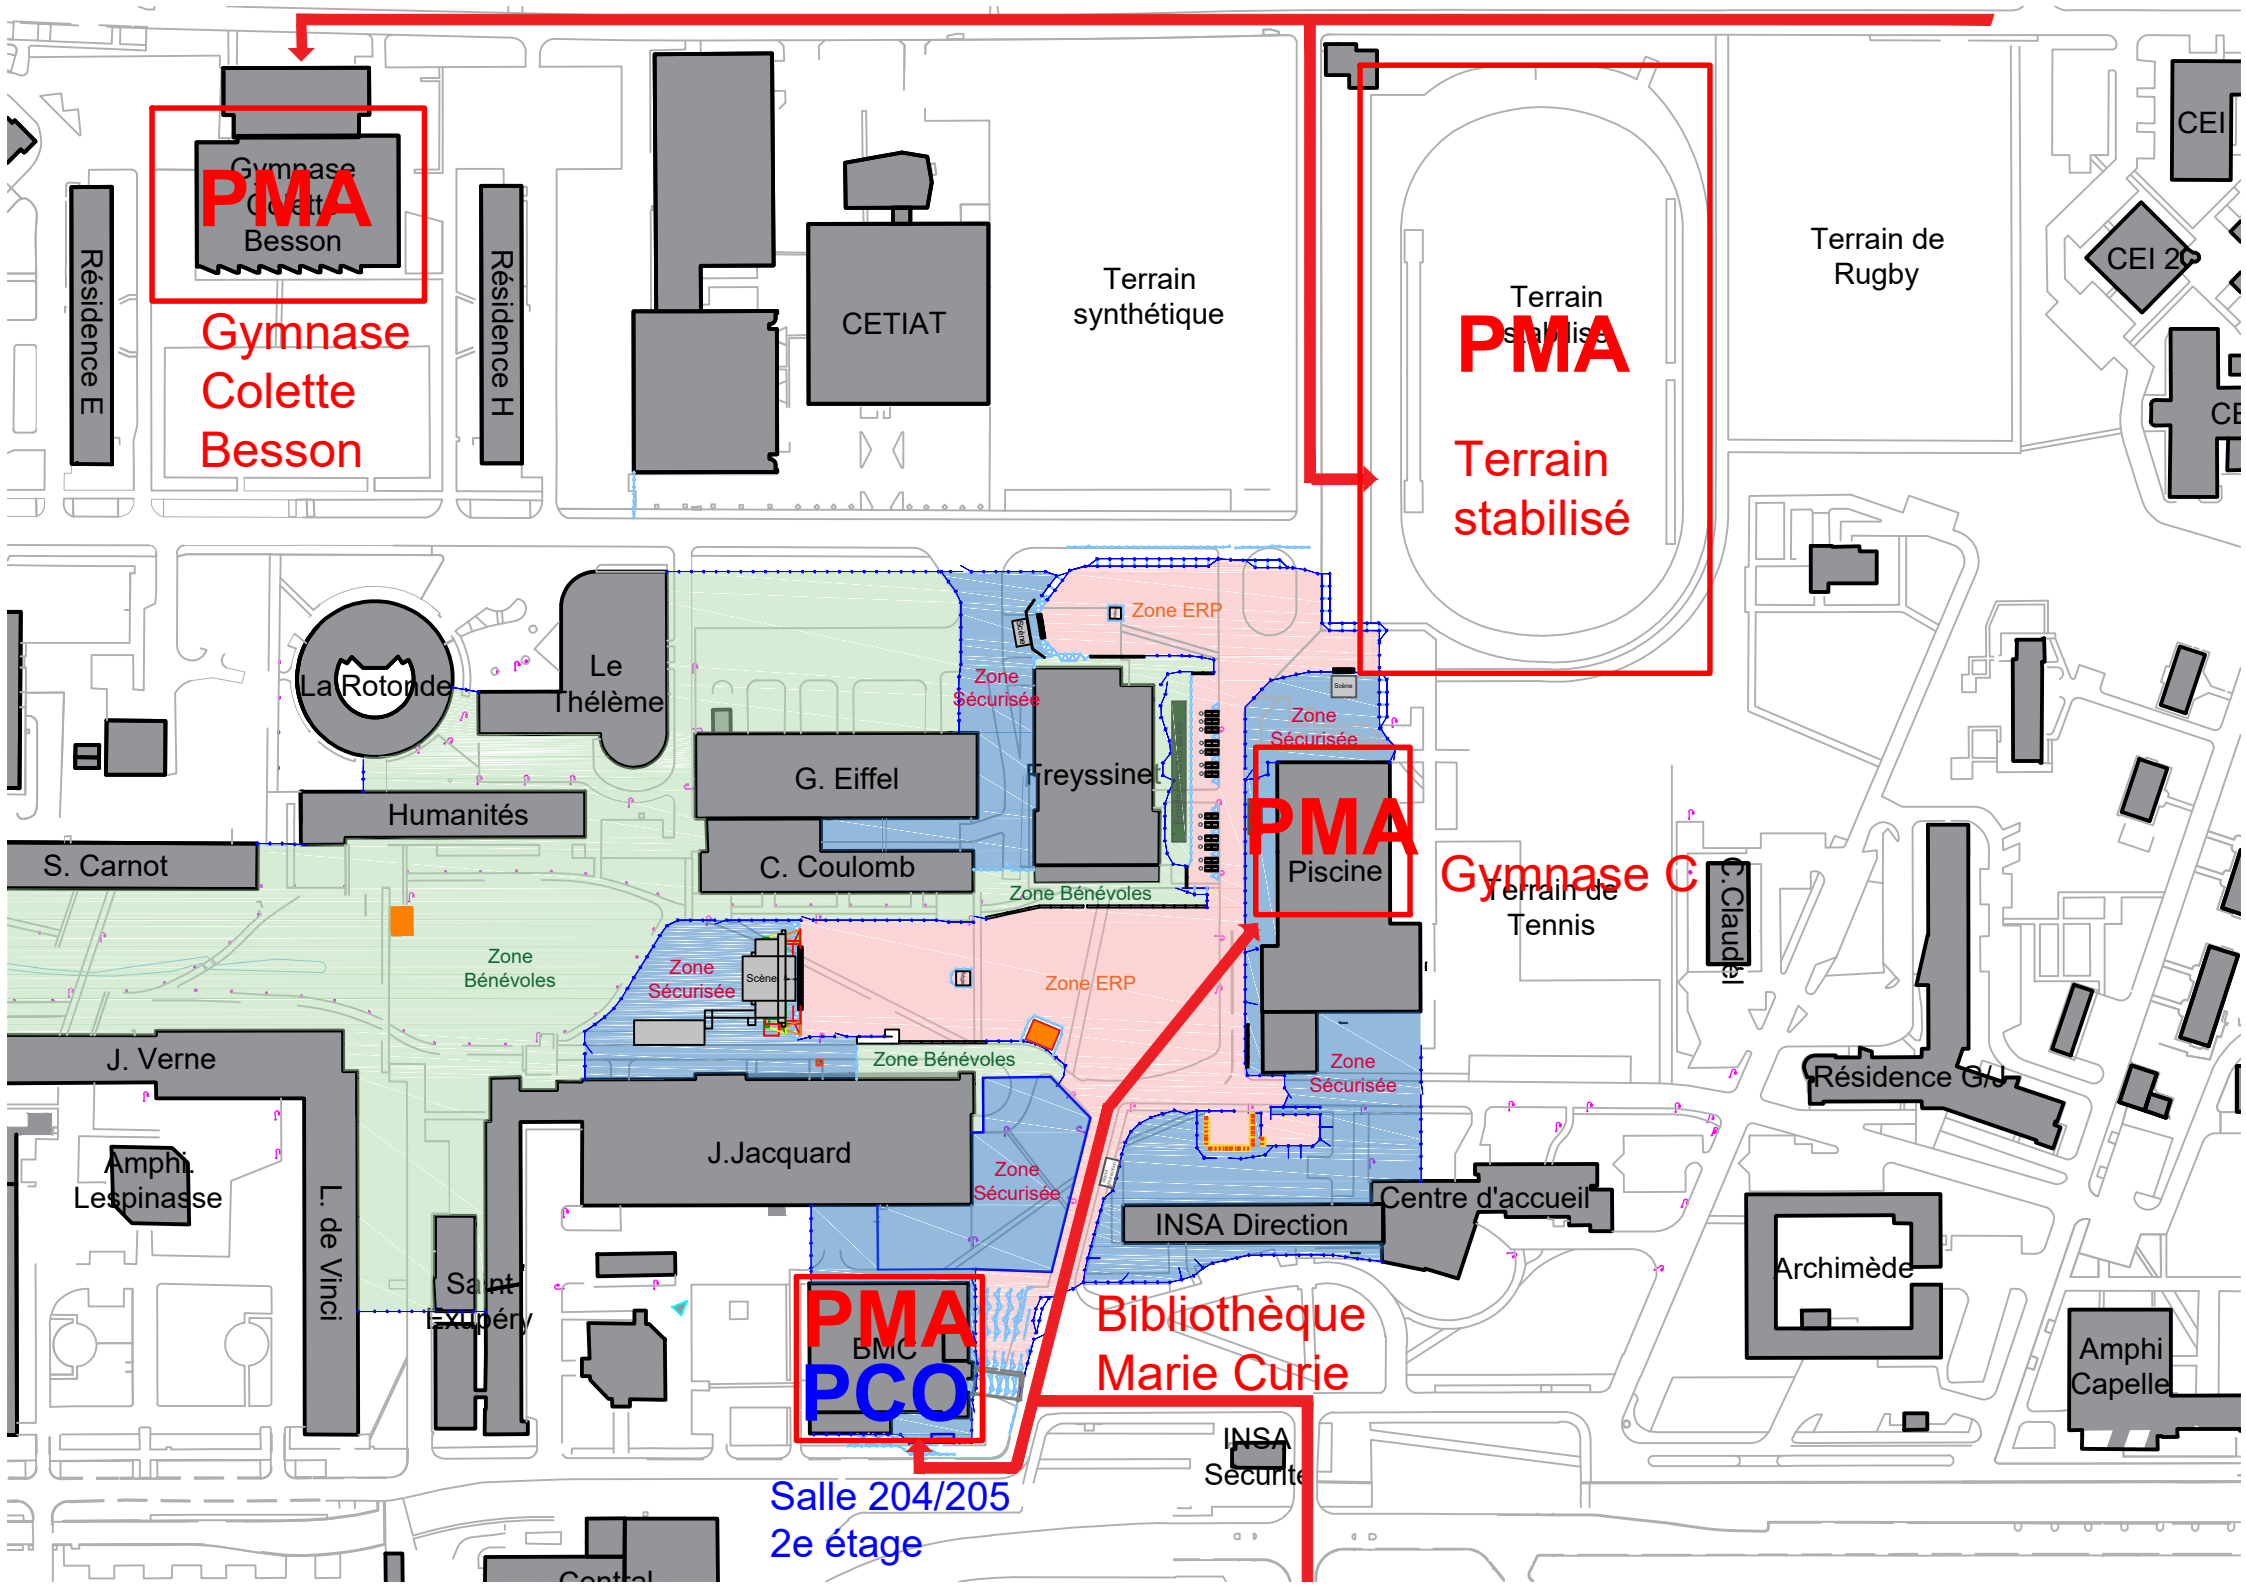 CEI
Gymnase
Colette
Besson
PMA
Résidence E
Résidence H
CETIAT
Terrain
synthétique
Terrain
stabilisé
PMA
Terrain de
Rugby
CEI 2
Gymnase
Colette
Besson
Terrain
stabilisé
Zone ERP
Scène
La Rotonde
Le
Thélème
Zone
Sécurisée
Scène
Zone
Sécurisée
G. Eiffel
Freyssinet
Humanités
PMA
Piscine
Gymnase C
S. Carnot
C. Coulomb
Zone Bénévoles
Terrain de
Tennis
C.Claudel
Zone
Bénévoles
Zone
Sécurisée
Scène
Zone ERP
J. Verne
Zone Bénévoles
Zone
Sécurisée
Résidence G/J
J.Jacquard
Amphi.
Lespinasse
Zone
Sécurisée
Centre d'accueil
INSA Direction
L. de Vinci
Saint
Exupéry
Archimède
PMA
BMC
PCO
Bibliothèque
Marie Curie
Amphi
Capelle
INSA
Sécurité
Salle 204/205
2e étage
Central